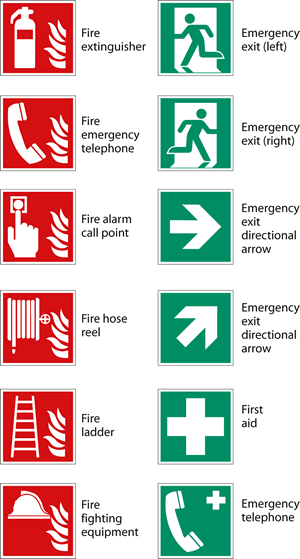 Fire
extinguisher
Emergency
exit (left)
Fire
emergency
telephone
Emergency
exit (right)
Fire alarm
call point
Emergency
exit
directional
arrow
Fire hose
reel
Emergency
exit
directional
arrow
Fire
ladder
First
aid
Fire
fighting
equipment
Emergency
telephone